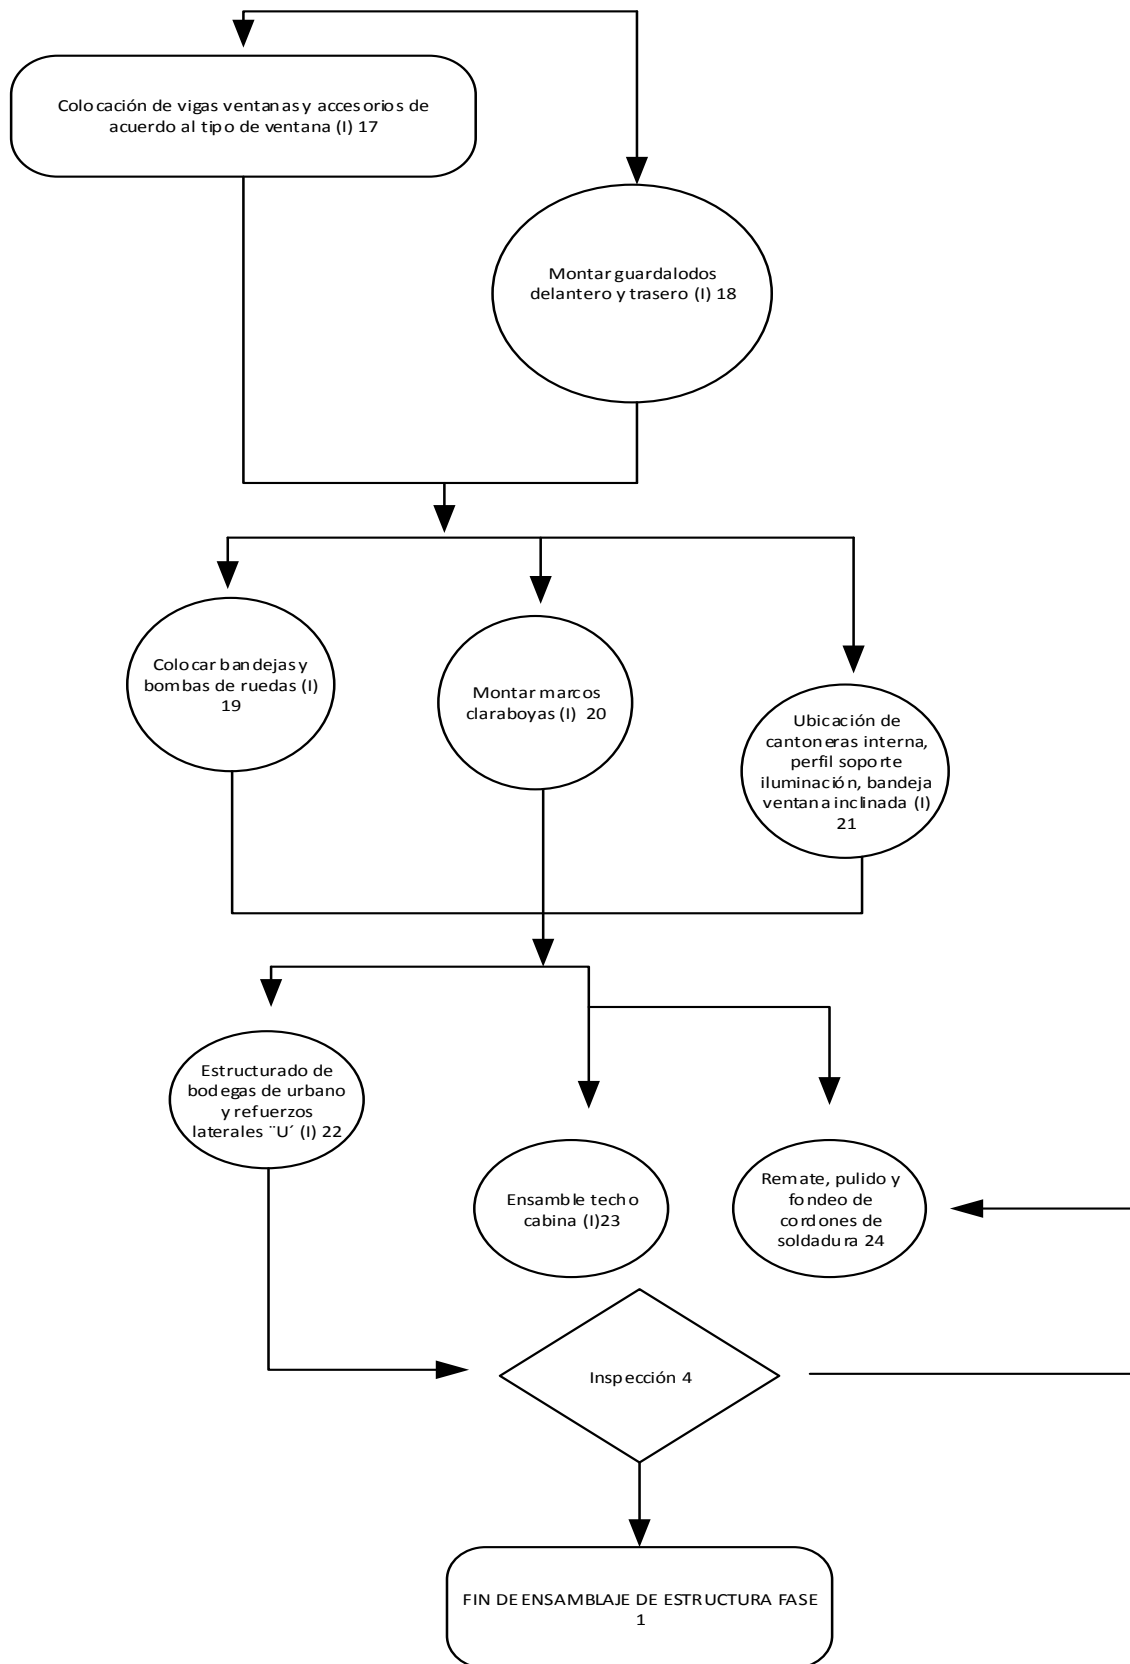 Colocación de vigas ventanas y accesorios de
acuerdo al tipo de ventana (I) 17
Montar guardalodos
delantero y trasero (I) 18
Colocar bandejas y
bombas de ruedas (I)
19
Montar marcos
claraboyas (I) 20
Ubicación de
cantoneras interna,
perfil soporte
iluminación, bandeja
ventana inclinada (I)
21
Estructurado de
bodegas de urbano
y refuerzos
laterales ¨U´ (I) 22
Ensamble techo
cabina (I)23
Remate, pulido y
fondeo de
cordones de
soldadura 24
Inspección 4
FIN DE ENSAMBLAJE DE ESTRUCTURA FASE
1